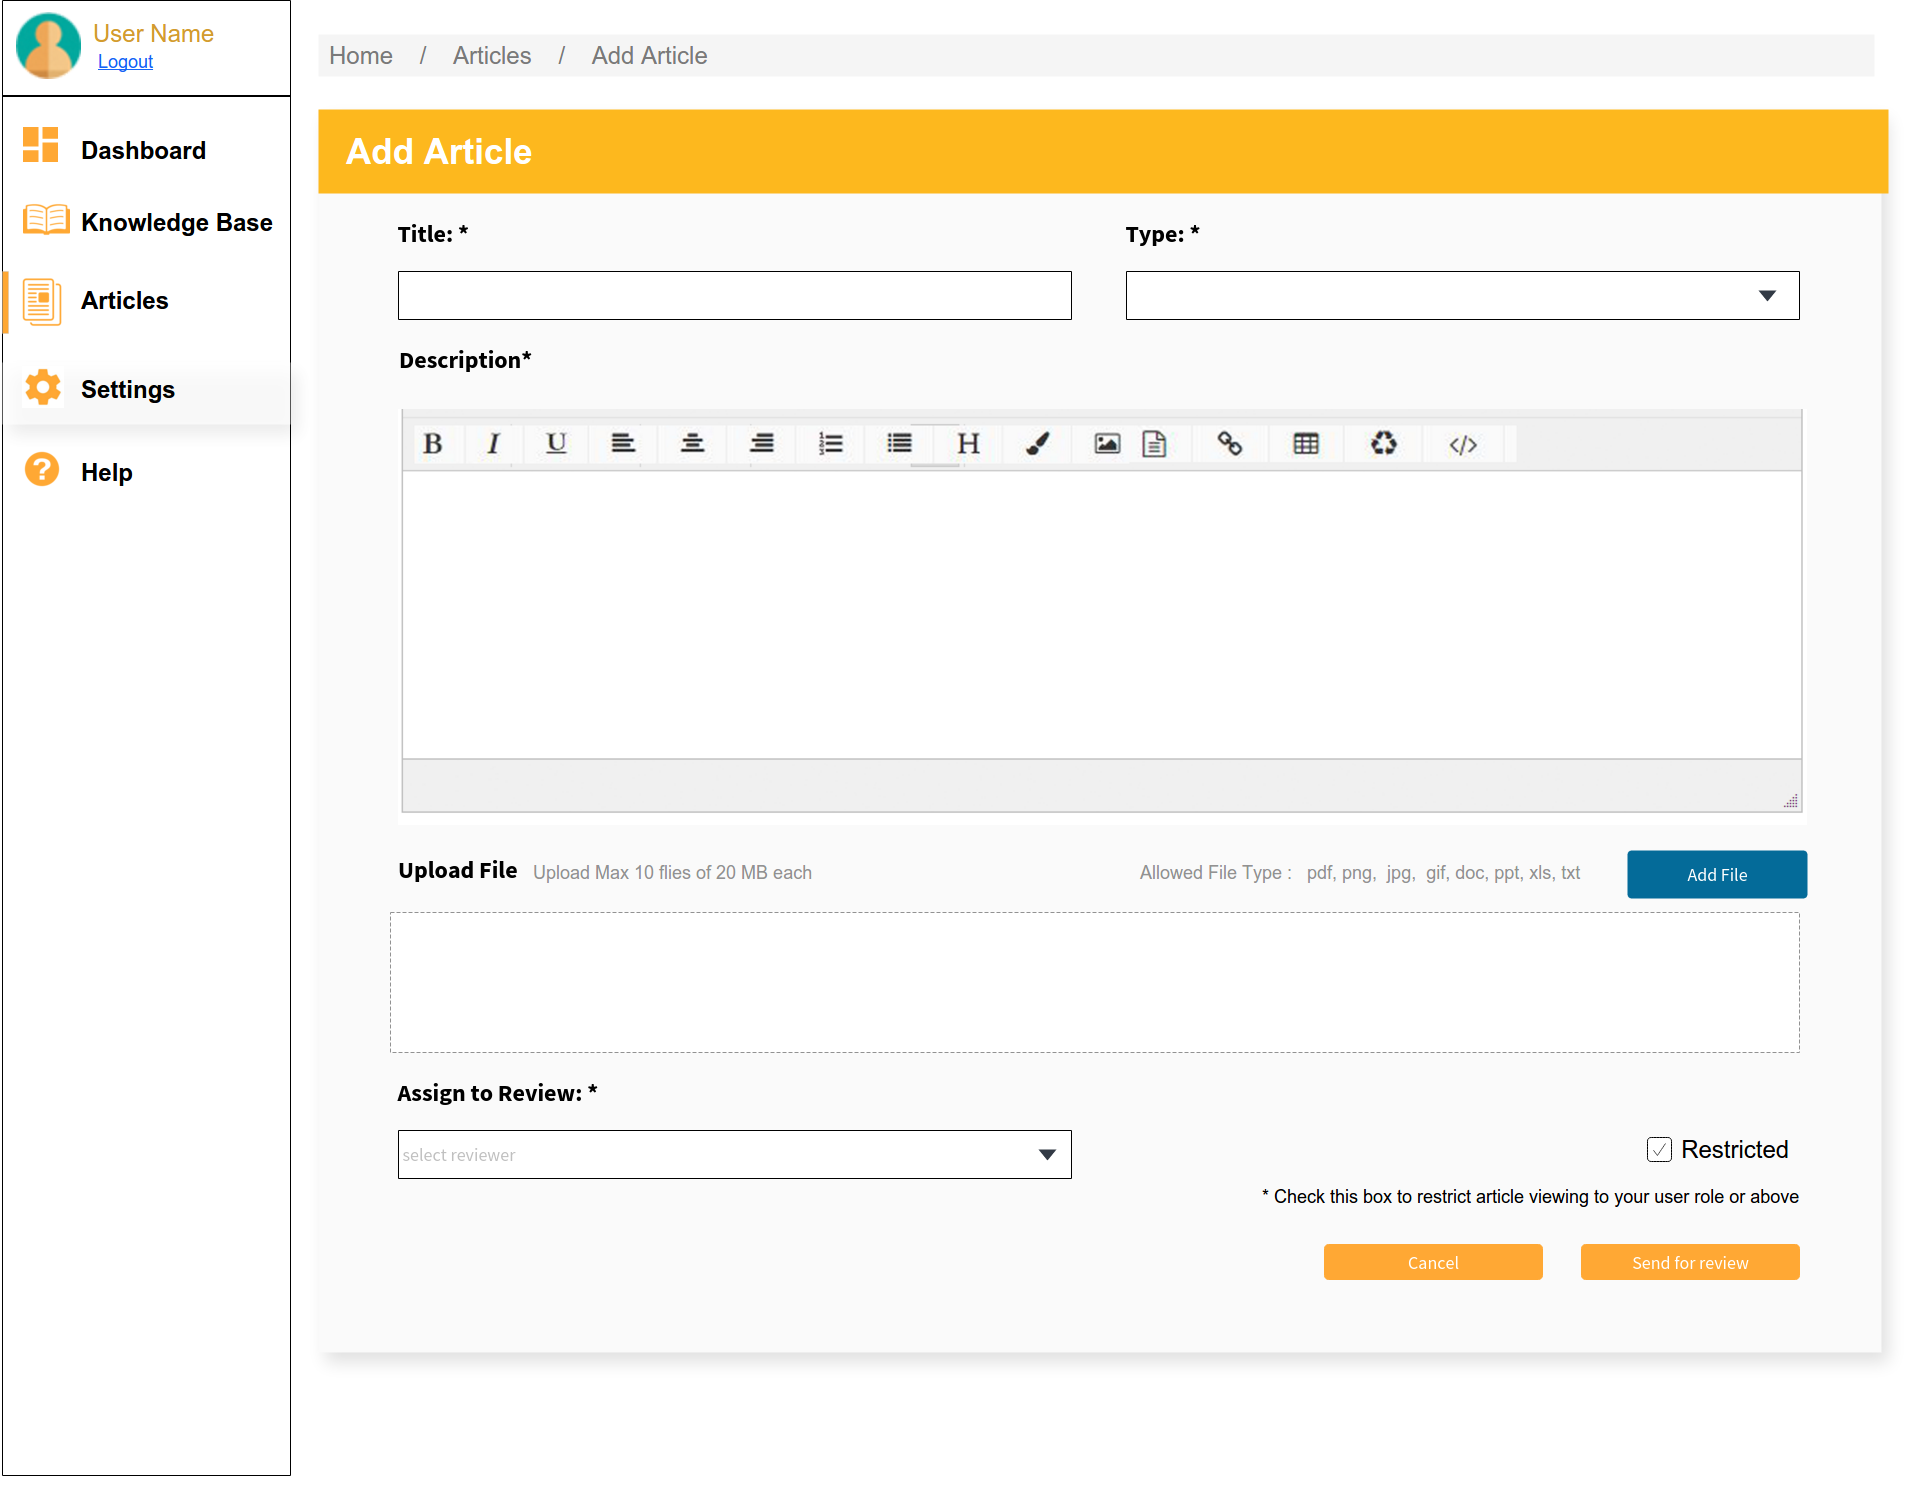 User Name
Logout
Dashboard
Knowledge Base
Articles
Settings
Help
Home / Articles / Add Article
Add Article
Title: *
Type: *
Description*
B I U H </>
Upload File Upload Max 10 flies of 20 MB each Allowed File Type : pdf, png, jpg, gif, doc, ppt, xls, txt Add File
Assign to Review: *
select reviewer
Restricted
* Check this box to restrict article viewing to your user role or above
Cancel Send for review